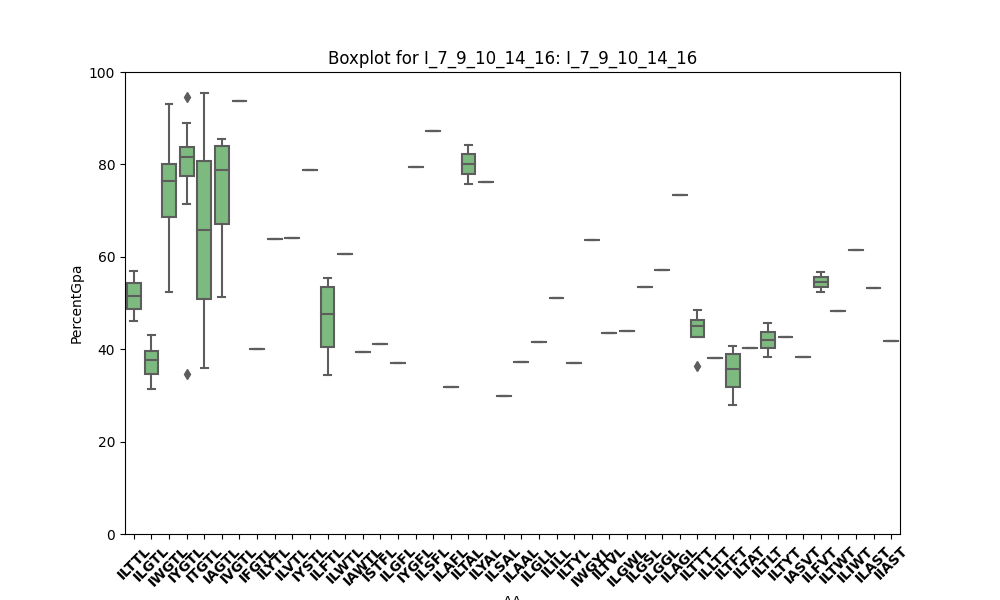 Boxplot for I_7_9_10_14_16: I_7_9_10_14_16
PercentGpa
100
80
60
40
20
0
ILTTL
ILGTL
IWGTL
IYGTL
ITGTL
IAGTL
IVGTL
IFGTL
ILYTL
ILVTL
IYSTL
ILFTL
ILWTL
IAWTL
ISTFL
ILGFL
IYGFL
ILSFL
ILAFL
ILTAL
ILYAL
ILSAL
ILAAL
ILGLL
ILILL
ILTYL
IWGYL
ILTVL
ILGWL
ILGSL
ILGGL
ILAGL
ILTTT
ILLTT
ILTFT
ILTAT
ILTLT
ILTYT
IASVT
ILFVT
ILTWT
ILIWT
ILAST
IIAST